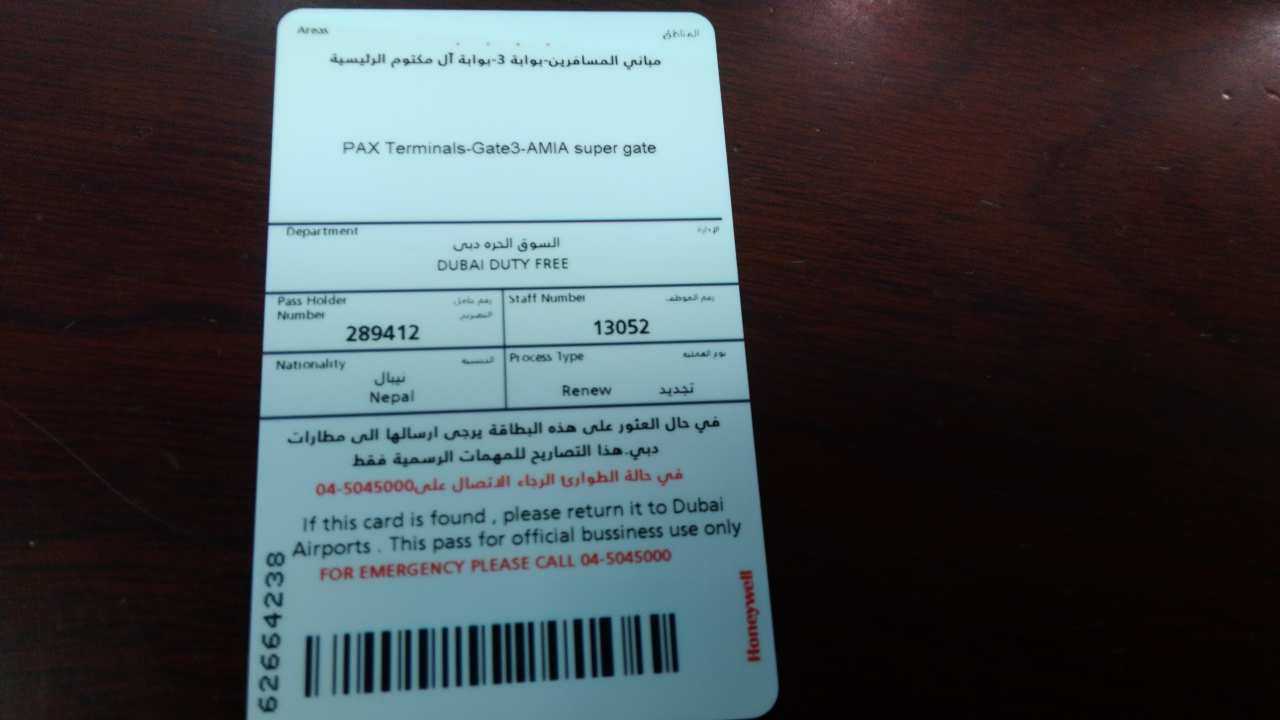 Areas المناطق
مباني المسافرين-بوابة 3-بوابة آل مكتوم الرئيسية
PAX Terminals-Gate3-AMIA super gate
Department الإدارة
السوق الحره دبى
DUBAI DUTY FREE
Pass Holder رقم حامل
Number التصريح
289412
Staff Number رقم الموظف
13052
Nationality الجنسية
نيبال
Nepal
Process Type نوع العملية
Renew تجديد
في حال العثور على هذه البطاقة يرجى ارسالها الى مطارات
دبي.هذا التصاريح للمهمات الرسمية فقط
في حالة الطوارئ الرجاء الاتصال على04-5045000
If this card is found , please return it to Dubai
Airports . This pass for official bussiness use only
FOR EMERGENCY PLEASE CALL 04-5045000
62664238
Honeywell